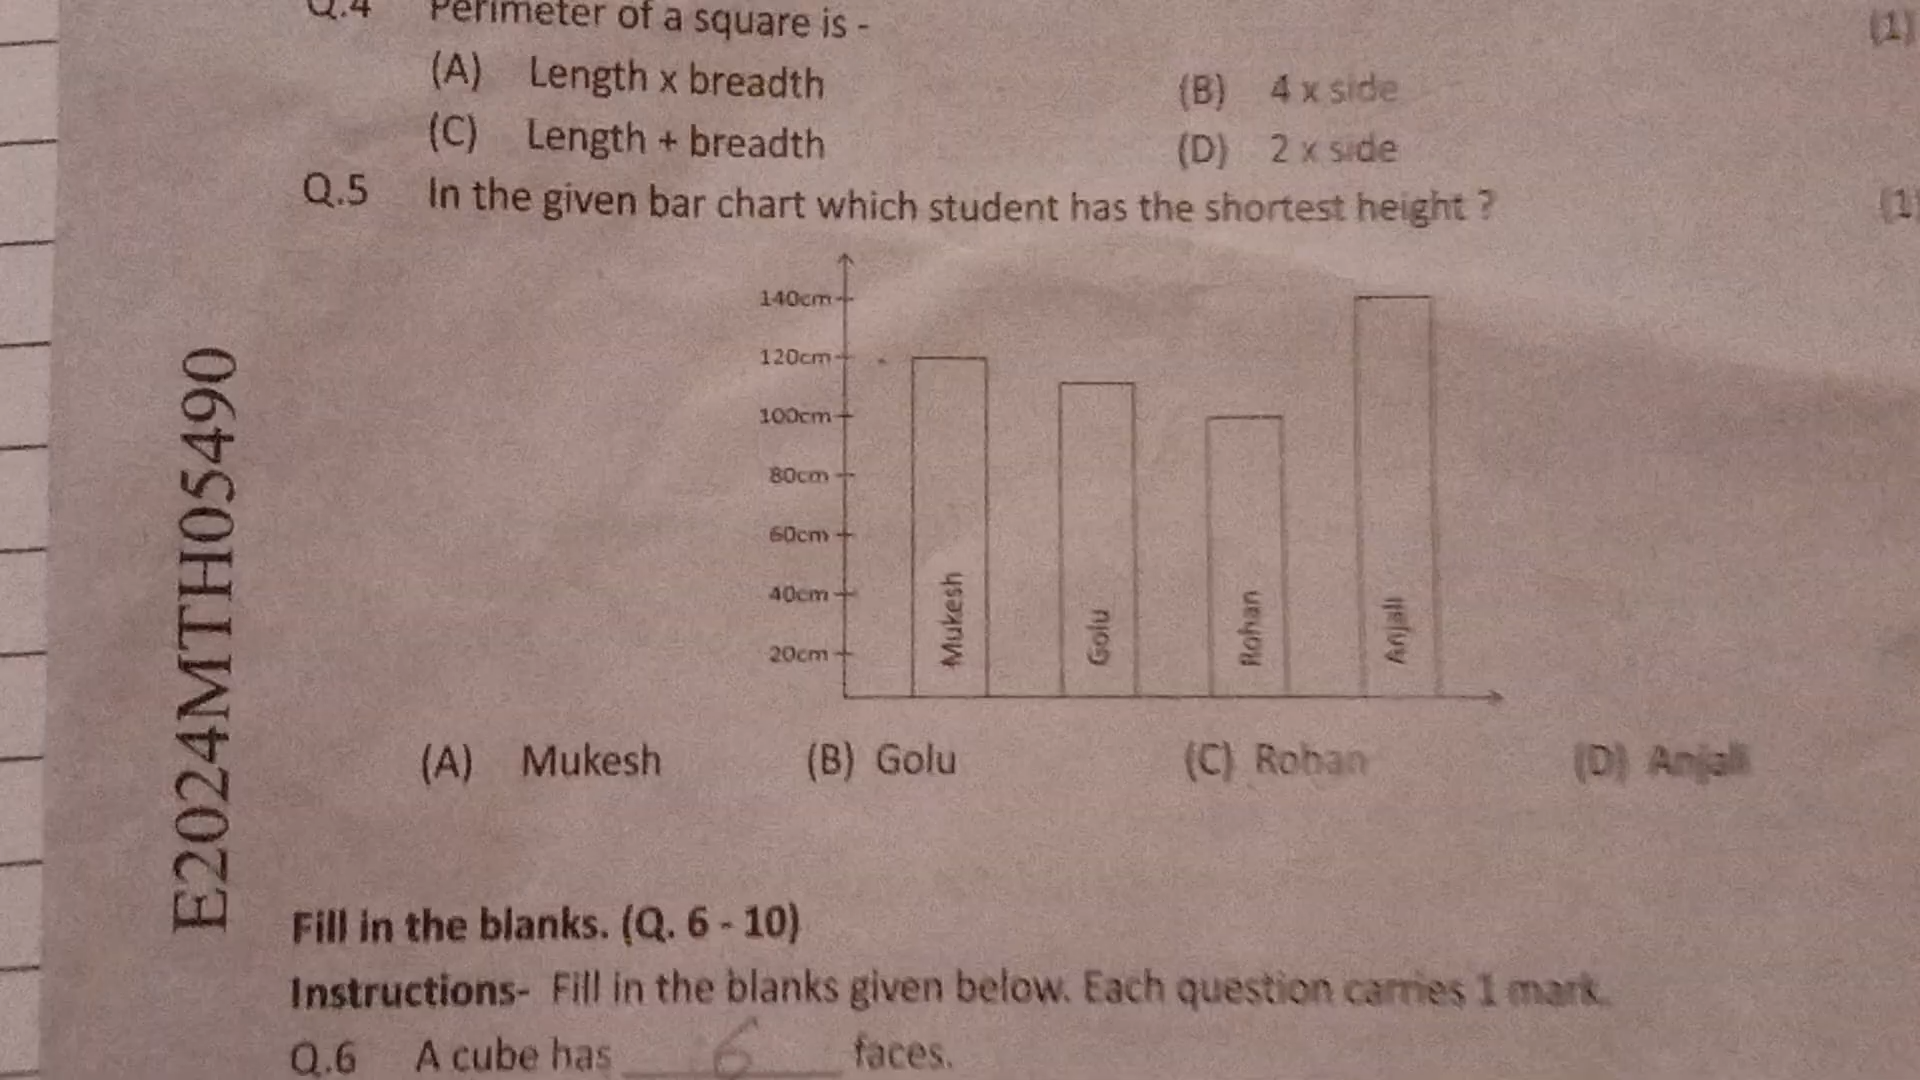 Q.4 Perimeter of a square is - (1)
(A) Length x breadth (B) 4 x side
(C) Length + breadth (D) 2 x side
Q.5 In the given bar chart which student has the shortest height ? (1)
140cm
120cm
100cm
80cm
60cm
40cm
20cm
Mukesh
Golu
Rohan
Anjali
(A) Mukesh (B) Golu (C) Rohan (D) Anjali
E2024MTH05490
Fill in the blanks. (Q. 6 - 10)
Instructions- Fill in the blanks given below. Each question carries 1 mark.
Q.6 A cube has 6 faces.